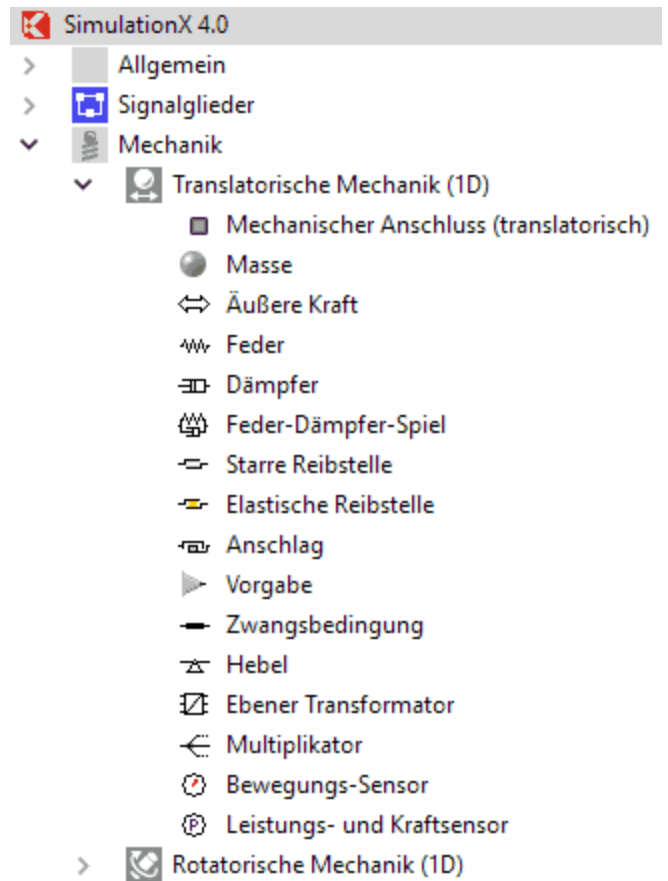 SimulationX 4.0
Allgemein
Signalglieder
Mechanik
Translatorische Mechanik (1D)
Mechanischer Anschluss (translatorisch)
Masse
Äußere Kraft
Feder
Dämpfer
Feder-Dämpfer-Spiel
Starre Reibstelle
Elastische Reibstelle
Anschlag
Vorgabe
Zwangsbedingung
Hebel
Ebener Transformator
Multiplikator
Bewegungs-Sensor
Leistungs- und Kraftsensor
Rotatorische Mechanik (1D)